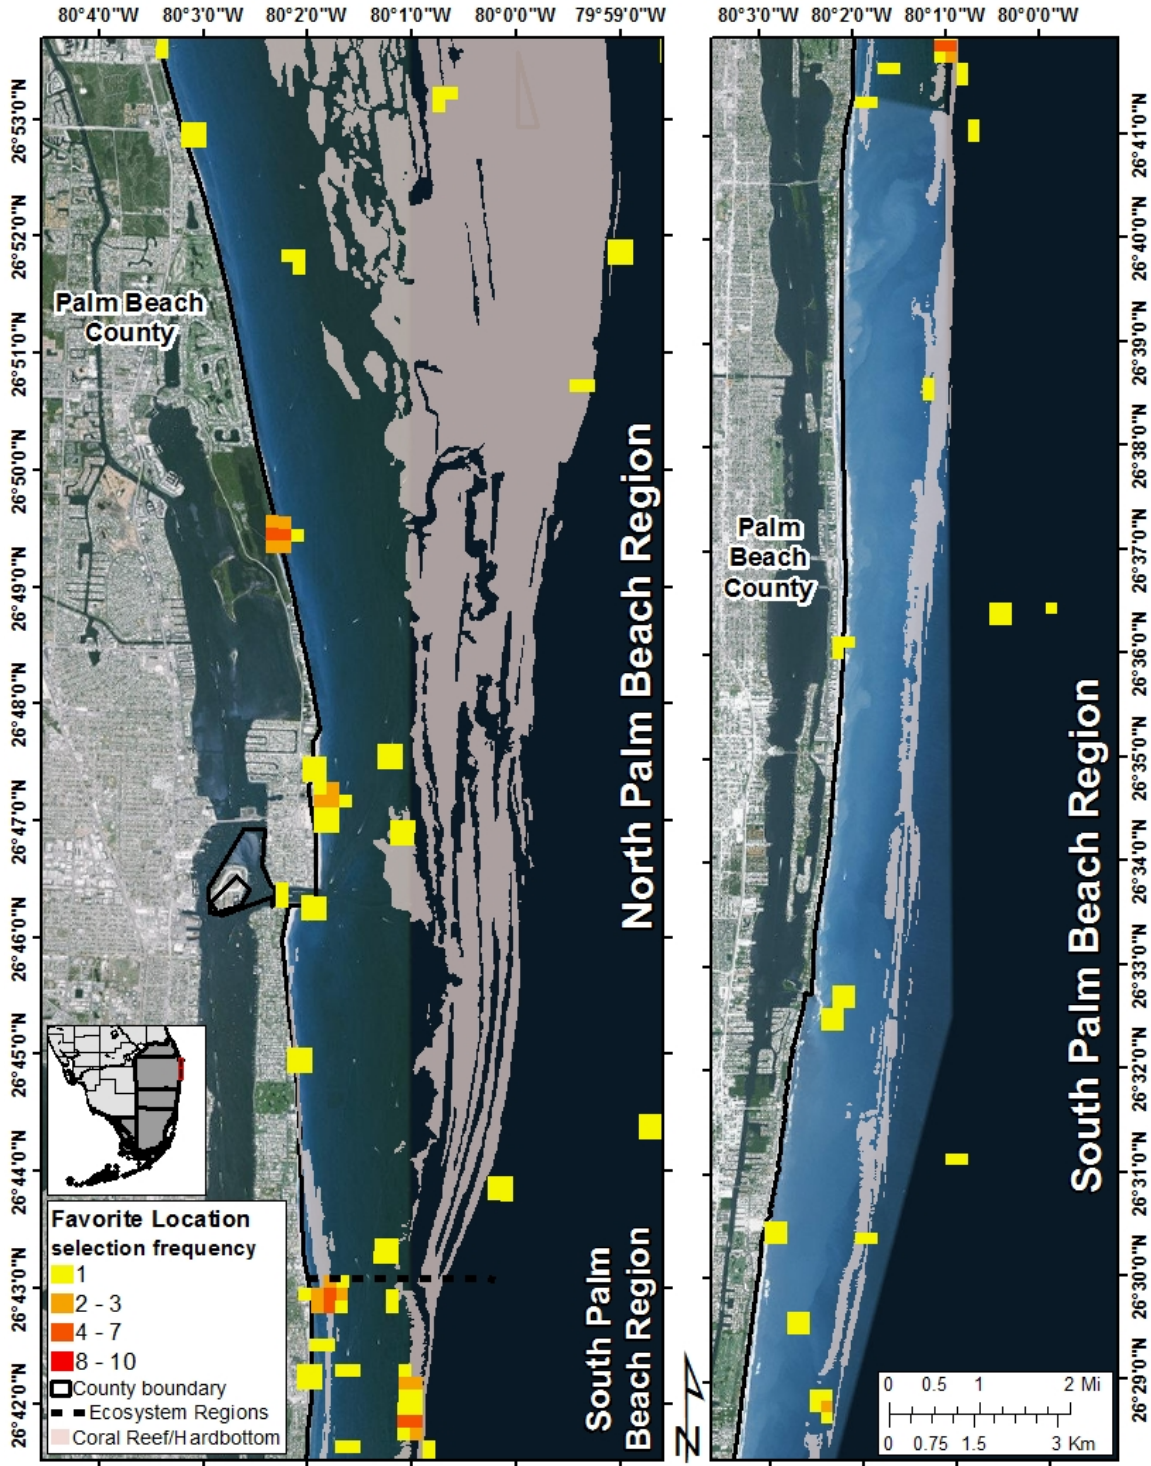 80°4'0"W 80°3'0"W 80°2'0"W 80°1'0"W 80°0'0"W 79°59'0"W
80°3'0"W 80°2'0"W 80°1'0"W 80°0'0"W
26°53'0"N
26°52'0"N
26°51'0"N
26°50'0"N
26°49'0"N
26°48'0"N
26°47'0"N
26°46'0"N
26°45'0"N
26°44'0"N
26°43'0"N
26°42'0"N
Palm Beach
County
North Palm Beach Region
South Palm
Beach Region
Favorite Location
selection frequency
1
2 - 3
4 - 7
8 - 10
County boundary
Ecosystem Regions
Coral Reef/Hardbottom
N
Palm
Beach
County
South Palm Beach Region
26°41'0"N
26°40'0"N
26°39'0"N
26°38'0"N
26°37'0"N
26°36'0"N
26°35'0"N
26°34'0"N
26°33'0"N
26°32'0"N
26°31'0"N
26°30'0"N
26°29'0"N
0 0.5 1 2 Mi
0 0.75 1.5 3 Km